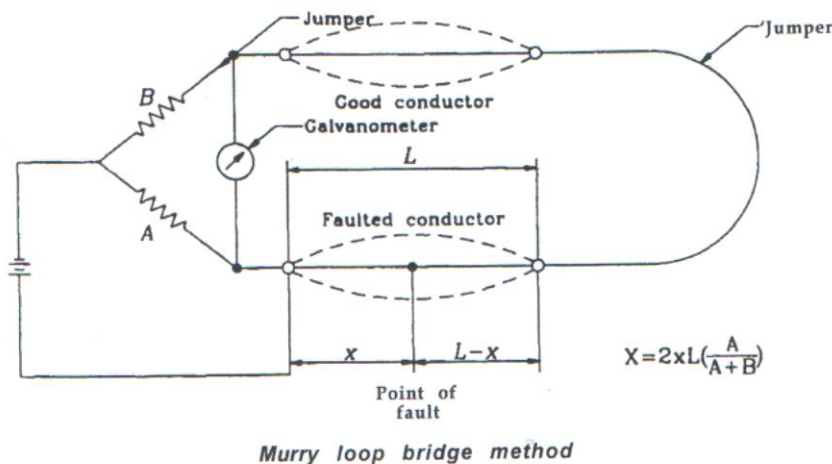 Jumper
Jumper
B
Good conductor
Galvanometer
L
A
Faulted conductor
x
L-x
X=2xL(A/A+B)
Point of
fault
Murry loop bridge method